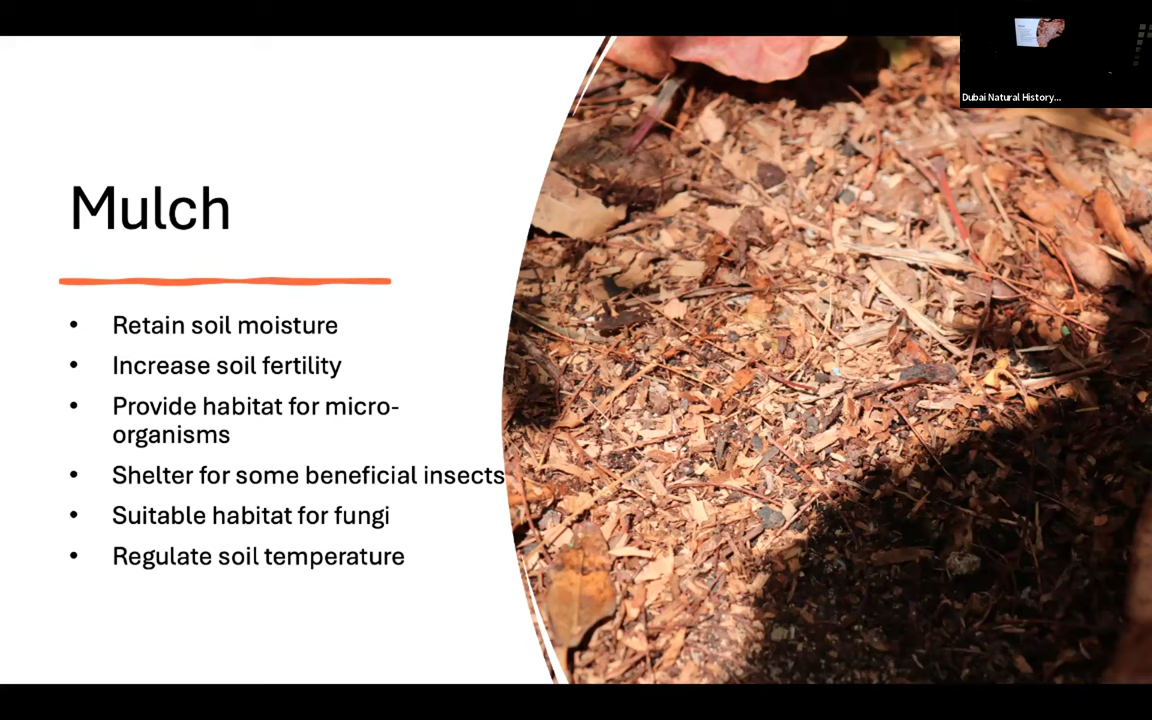 Dubai Natural History...
Mulch
• Retain soil moisture
• Increase soil fertility
• Provide habitat for micro-
organisms
• Shelter for some beneficial insects
• Suitable habitat for fungi
• Regulate soil temperature